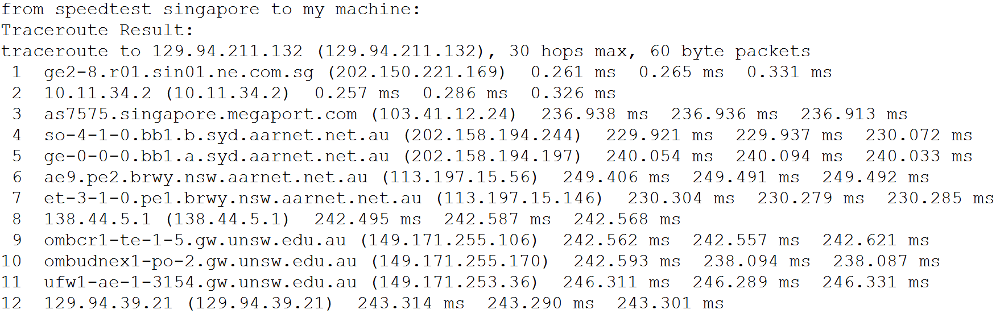 from speedtest singapore to my machine:
Traceroute Result:
traceroute to 129.94.211.132 (129.94.211.132), 30 hops max, 60 byte packets
 1  ge2-8.r01.sin01.ne.com.sg (202.150.221.169)  0.261 ms  0.265 ms  0.331 ms
 2  10.11.34.2 (10.11.34.2)  0.257 ms  0.286 ms  0.326 ms
 3  as7575.singapore.megaport.com (103.41.12.24)  236.938 ms  236.936 ms  236.913 ms
 4  so-4-1-0.bb1.b.syd.aarnet.net.au (202.158.194.244)  229.921 ms  229.937 ms  230.072 ms
 5  ge-0-0-0.bb1.a.syd.aarnet.net.au (202.158.194.197)  240.054 ms  240.094 ms  240.033 ms
 6  ae9.pe2.brwy.nsw.aarnet.net.au (113.197.15.56)  249.406 ms  249.491 ms  249.492 ms
 7  et-3-1-0.pe1.brwy.nsw.aarnet.net.au (113.197.15.146)  230.304 ms  230.279 ms  230.285 ms
 8  138.44.5.1 (138.44.5.1)  242.495 ms  242.587 ms  242.568 ms
 9  ombcr1-te-1-5.gw.unsw.edu.au (149.171.255.106)  242.562 ms  242.557 ms  242.621 ms
10  ombudnex1-po-2.gw.unsw.edu.au (149.171.255.170)  242.593 ms  238.094 ms  238.087 ms
11  ufw1-ae-1-3154.gw.unsw.edu.au (149.171.253.36)  246.311 ms  246.289 ms  246.331 ms
12  129.94.39.21 (129.94.39.21)  243.314 ms  243.290 ms  243.301 ms